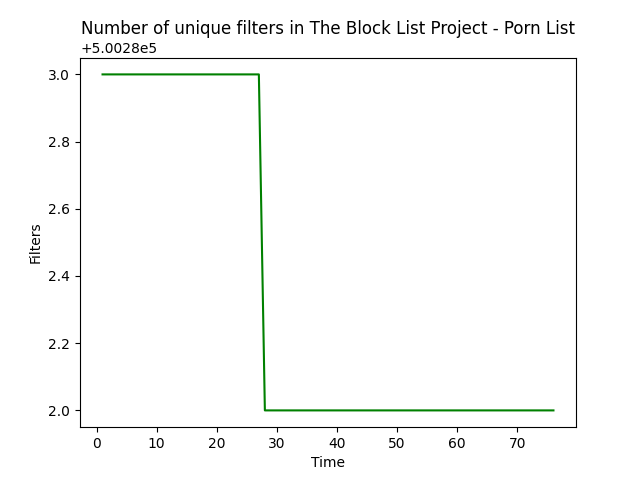 Number of unique filters in The Block List Project - Porn List
+5.0028e5
3.0
2.8
2.6
2.4
2.2
2.0
Filters
0 10 20 30 40 50 60 70
Time